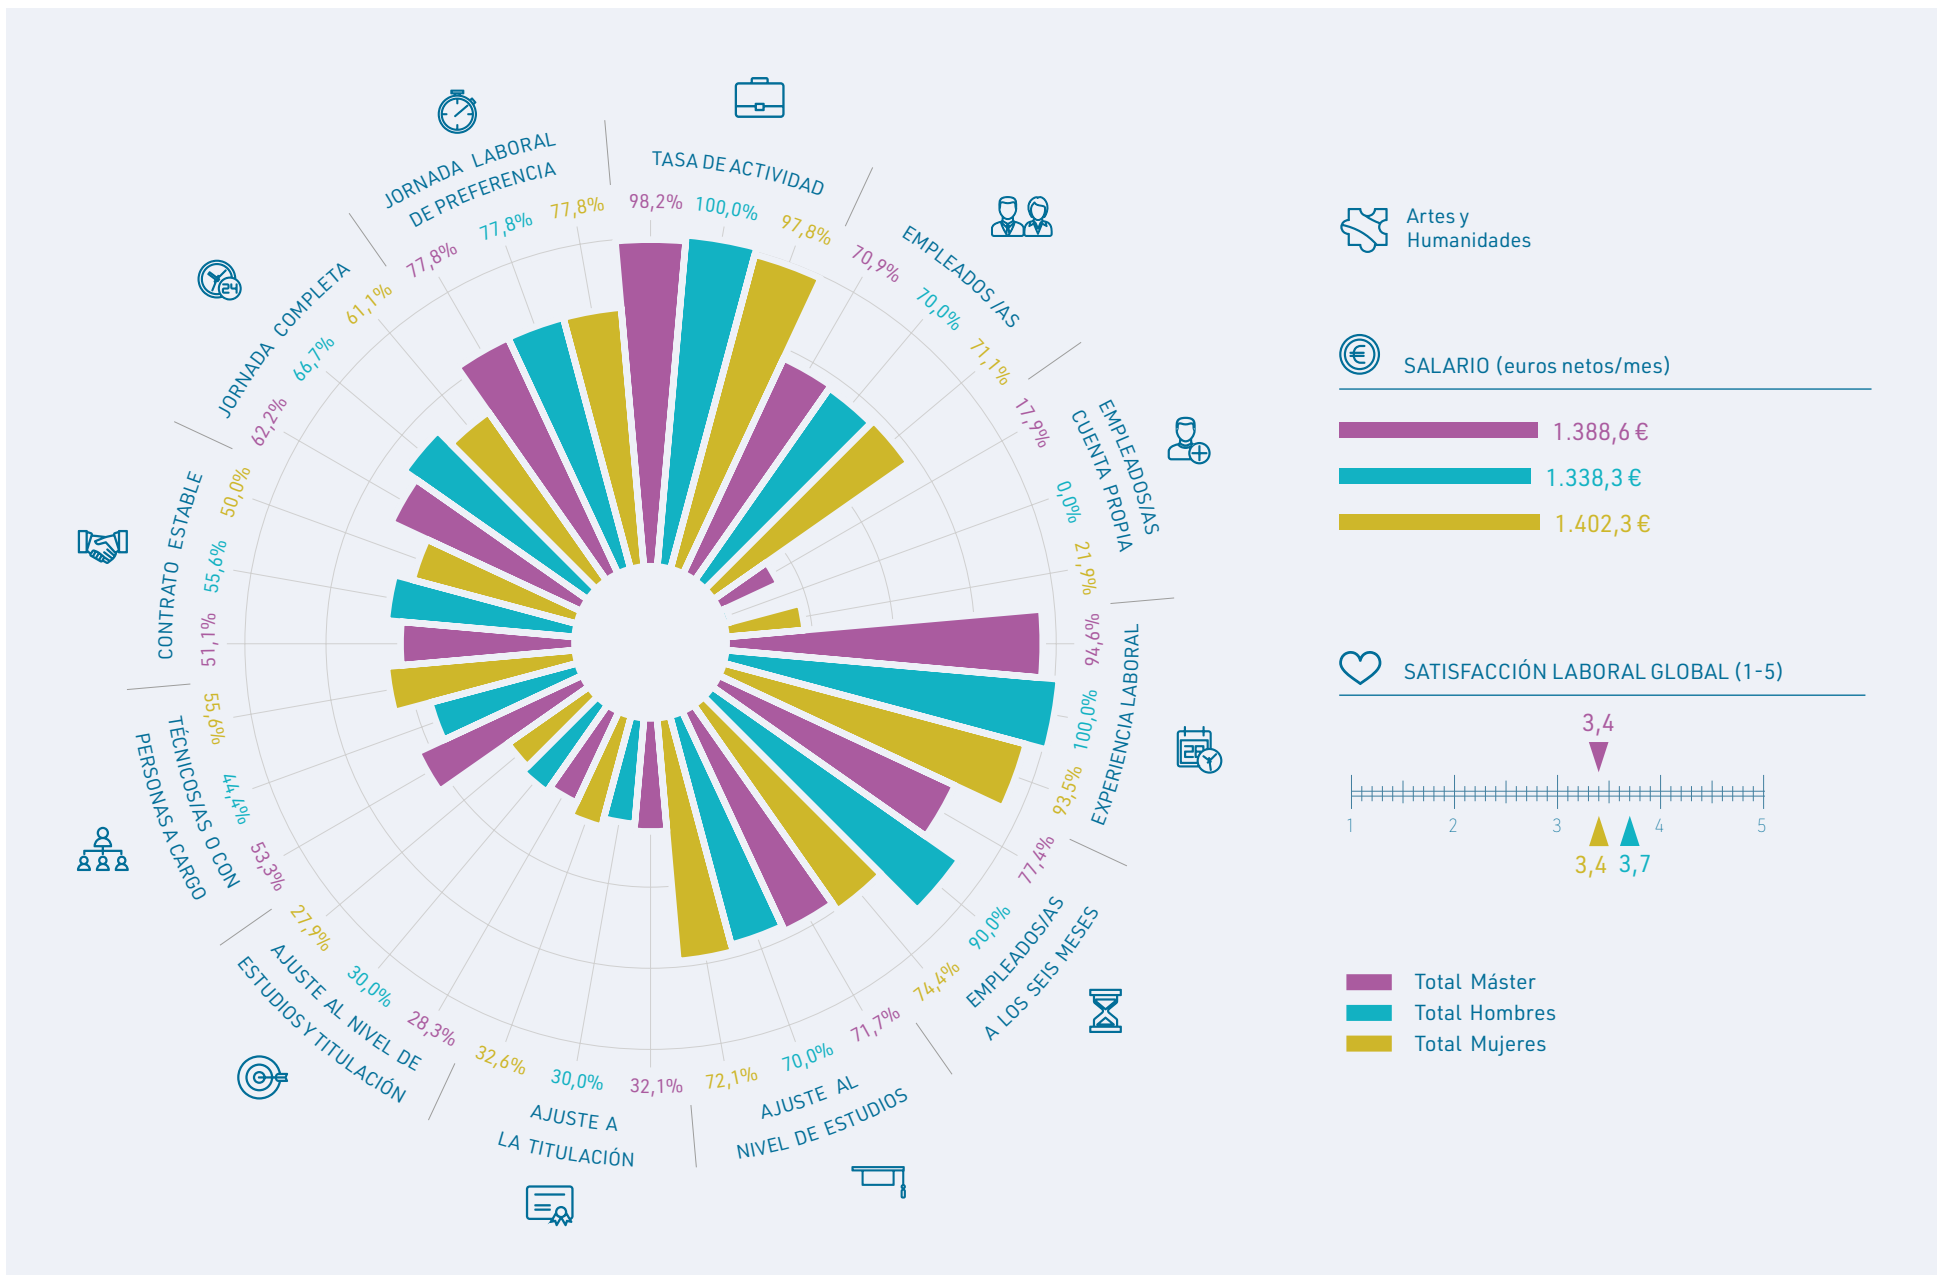 JORNADA LABORAL
DE PREFERENCIA
77,8%
77,8%
77,8%
TASA DE ACTIVIDAD
98,2%
100,0%
97,8%
EMPLEADOS /AS
70,9%
70,0%
71,1%
EMPLEADOS/AS
CUENTA PROPIA
17,9%
0,0%
21,9%
EXPERIENCIA LABORAL
94,6%
100,0%
93,5%
EMPLEADOS/AS
A LOS SEIS MESES
77,4%
90,0%
74,4%
AJUSTE AL
NIVEL DE ESTUDIOS
71,7%
70,0%
72,1%
AJUSTE A
LA TITULACIÓN
32,1%
30,0%
32,6%
AJUSTE AL NIVEL DE
ESTUDIOS Y TITULACIÓN
28,3%
30,0%
27,9%
TÉCNICOS/AS O CON
PERSONAS A CARGO
53,3%
44,4%
55,6%
CONTRATO ESTABLE
51,1%
55,6%
50,0%
JORNADA COMPLETA
24
62,2%
66,7%
61,1%
Artes y
Humanidades
€ SALARIO (euros netos/mes)
1.388,6 €
1.338,3 €
1.402,3 €
SATISFACCIÓN LABORAL GLOBAL (1-5)
3,4
1 2 3 4 5
3,4 3,7
Total Máster
Total Hombres
Total Mujeres